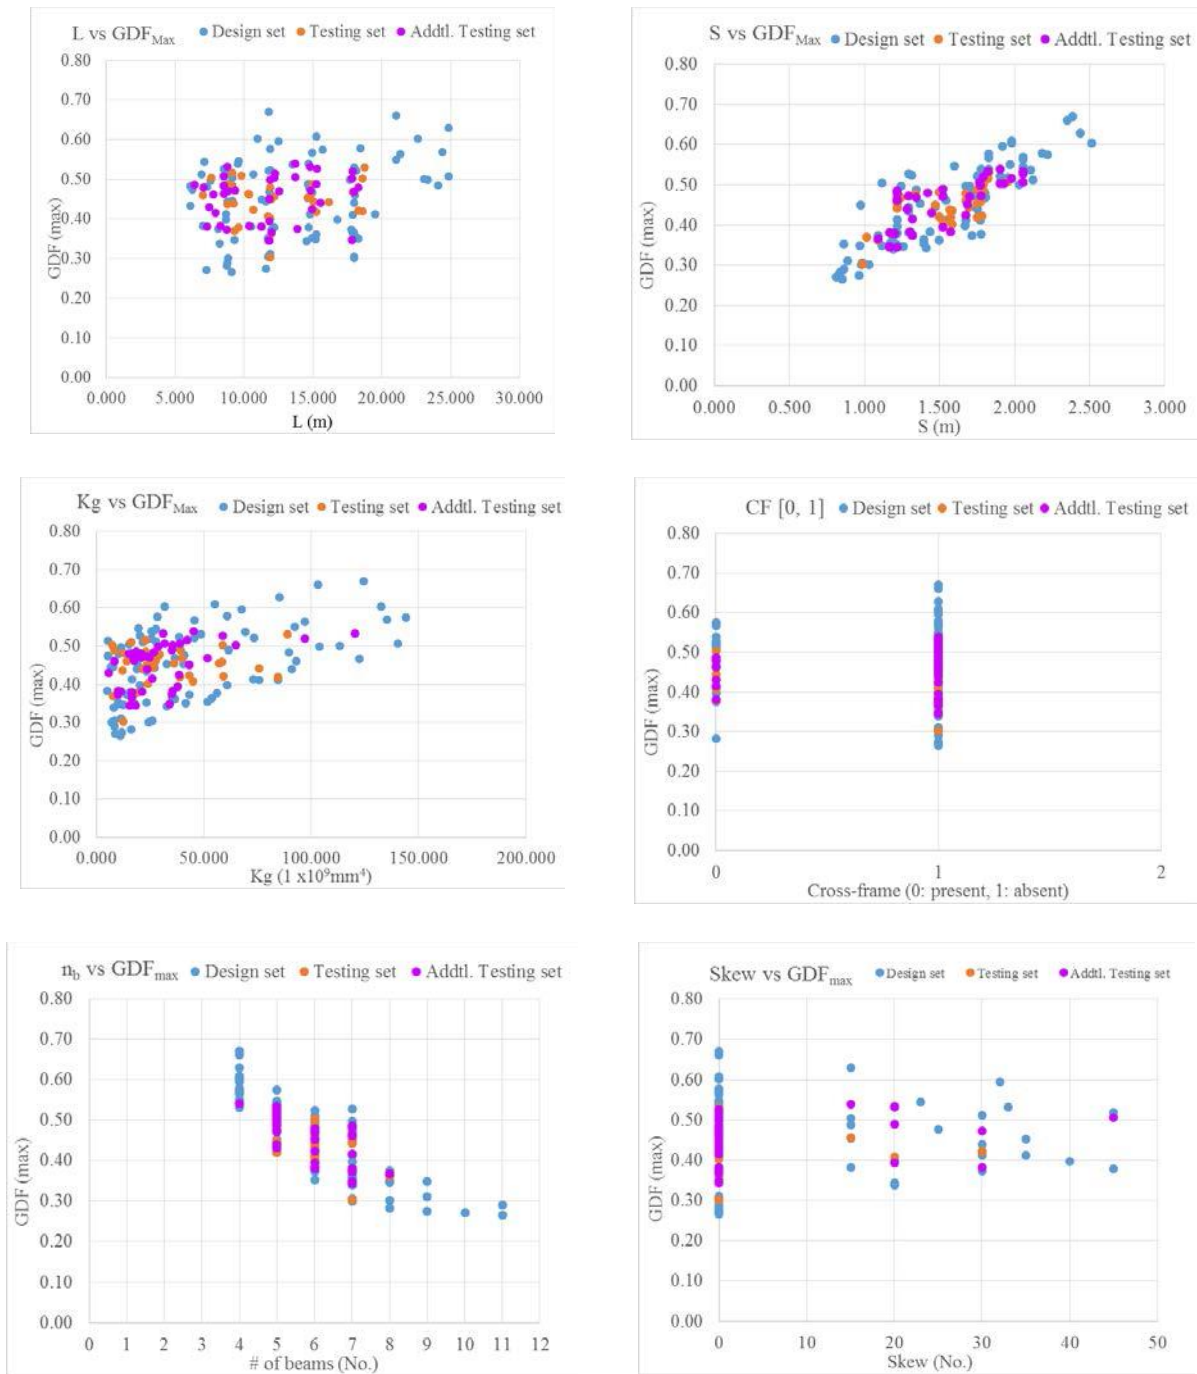 L vs GDFMax Design set Testing set Addtl. Testing set
0.80
0.70
0.60
0.50
0.40
0.30
0.20
0.10
0.00
GDF (max)
0.000 5.000 10.000 15.000 20.000 25.000 30.000
L (m)
S vs GDFMax Design set Testing set Addtl. Testing set
0.80
0.70
0.60
0.50
0.40
0.30
0.20
0.10
0.00
GDF (max)
0.000 0.500 1.000 1.500 2.000 2.500 3.000
S (m)
Kg vs GDFMax Design set Testing set Addtl. Testing set
0.80
0.70
0.60
0.50
0.40
0.30
0.20
0.10
0.00
GDF (max)
0.000 50.000 100.000 150.000 200.000
Kg (1 x10⁹mm⁴)
CF [0, 1] Design set Testing set Addtl. Testing set
0.80
0.70
0.60
0.50
0.40
0.30
0.20
0.10
0.00
GDF (max)
0 1 2
Cross-frame (0: present, 1: absent)
nb vs GDFmax Design set Testing set Addtl. Testing set
0.80
0.70
0.60
0.50
0.40
0.30
0.20
0.10
0.00
GDF (max)
0 1 2 3 4 5 6 7 8 9 10 11 12
# of beams (No.)
Skew vs GDFmax Design set Testing set Addtl. Testing set
0.80
0.70
0.60
0.50
0.40
0.30
0.20
0.10
0.00
GDF (max)
0 10 20 30 40 50
Skew (No.)